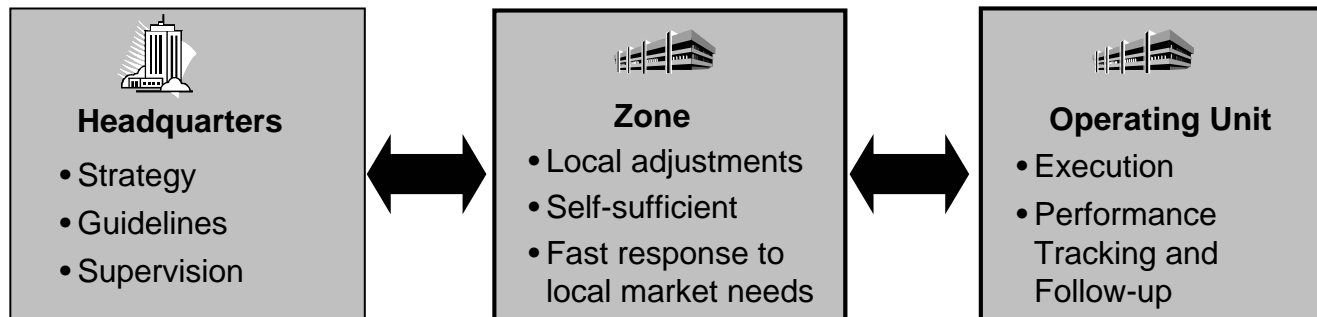 Headquarters
• Strategy
• Guidelines
• Supervision
Zone
• Local adjustments
• Self-sufficient
• Fast response to
local market needs
Operating Unit
• Execution
• Performance
Tracking and
Follow-up